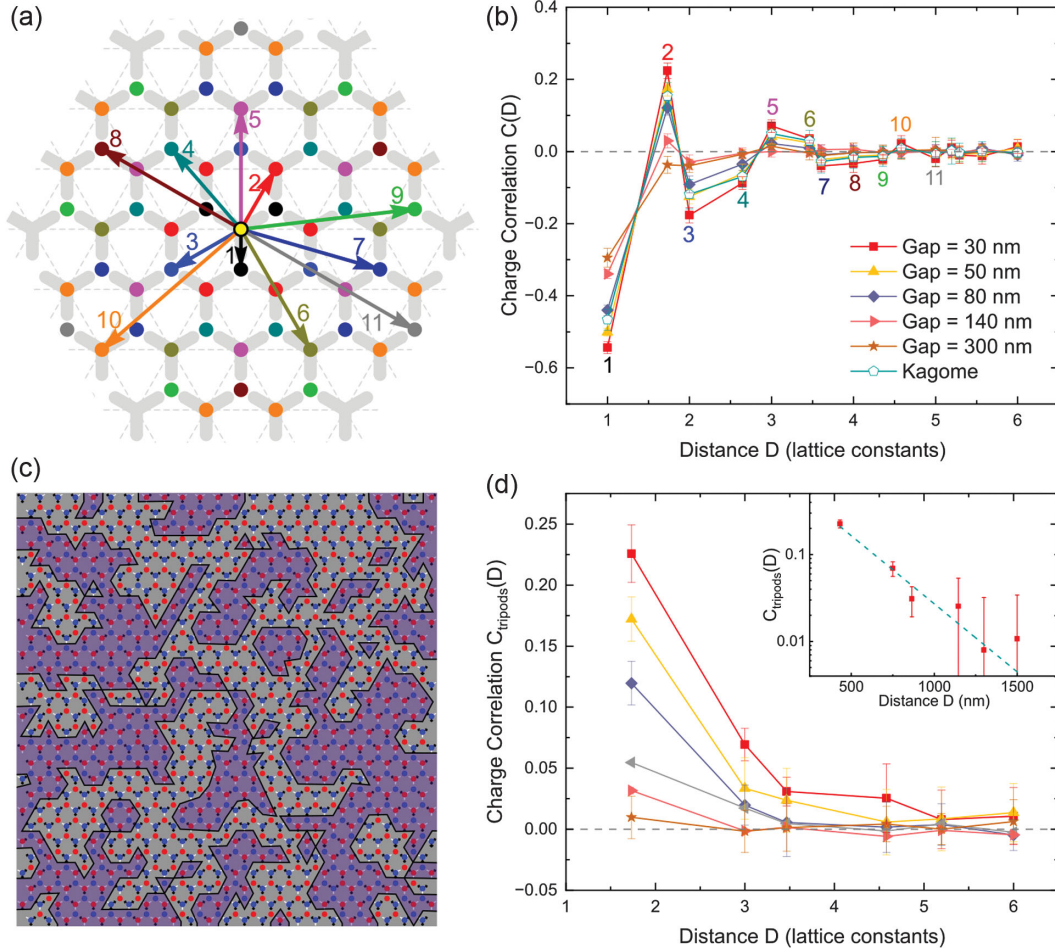 (a)
8
4
5
2
9
3
1
7
10
6
11
(b)
Charge Correlation C(D)
0.4
0.2
0.0
−0.2
−0.4
−0.6
2
5
6
10
4
3
7
8
9
11
1
Gap = 30 nm
Gap = 50 nm
Gap = 80 nm
Gap = 140 nm
Gap = 300 nm
Kagome
1 2 3 4 5 6
Distance D (lattice constants)
(c)
(d)
Charge Correlation C_tripods(D)
0.25
0.20
0.15
0.10
0.05
0.00
−0.05
1 2 3 4 5 6
Distance D (lattice constants)
C_tripods(D)
0.1
0.01
500 1000 1500
Distance D (nm)